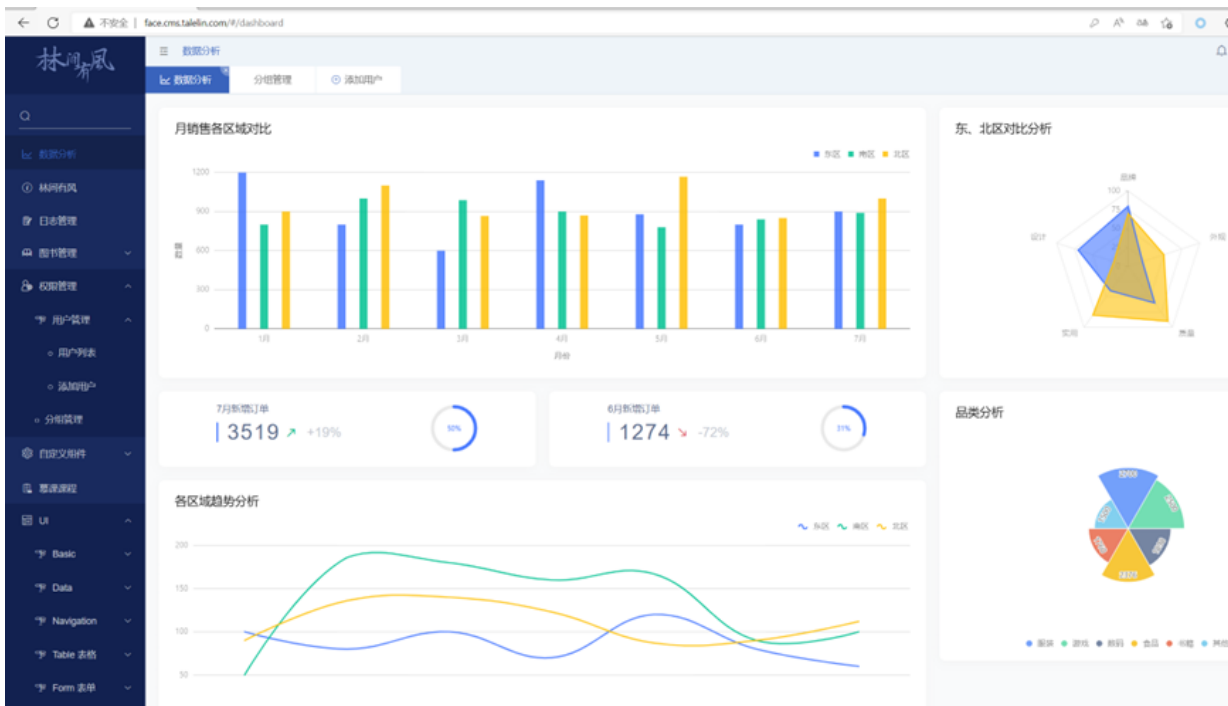 不安全 | face.cms.talelin.com/#/dashboard
林间有风
数据分析
数据分析
分组管理
添加用户
数据分析
林间有风
日志管理
图书管理
权限管理
用户管理
用户列表
添加用户
分组管理
自定义组件
慕课课程
UI
Basic
Data
Navigation
Table 表格
Form 表单
月销售各区域对比
东区 南区 北区
数量
1200
900
600
300
0
1月 2月 3月 4月 5月 6月 7月
月份
东、北区对比分析
品牌
100
75
设计
外观
实用
质量
7月新增订单
3519 +19%
50%
6月新增订单
1274 -72%
31%
品类分析
服装 游戏 数码 食品 书籍 其他
各区域趋势分析
东区 南区 北区
200
150
100
50